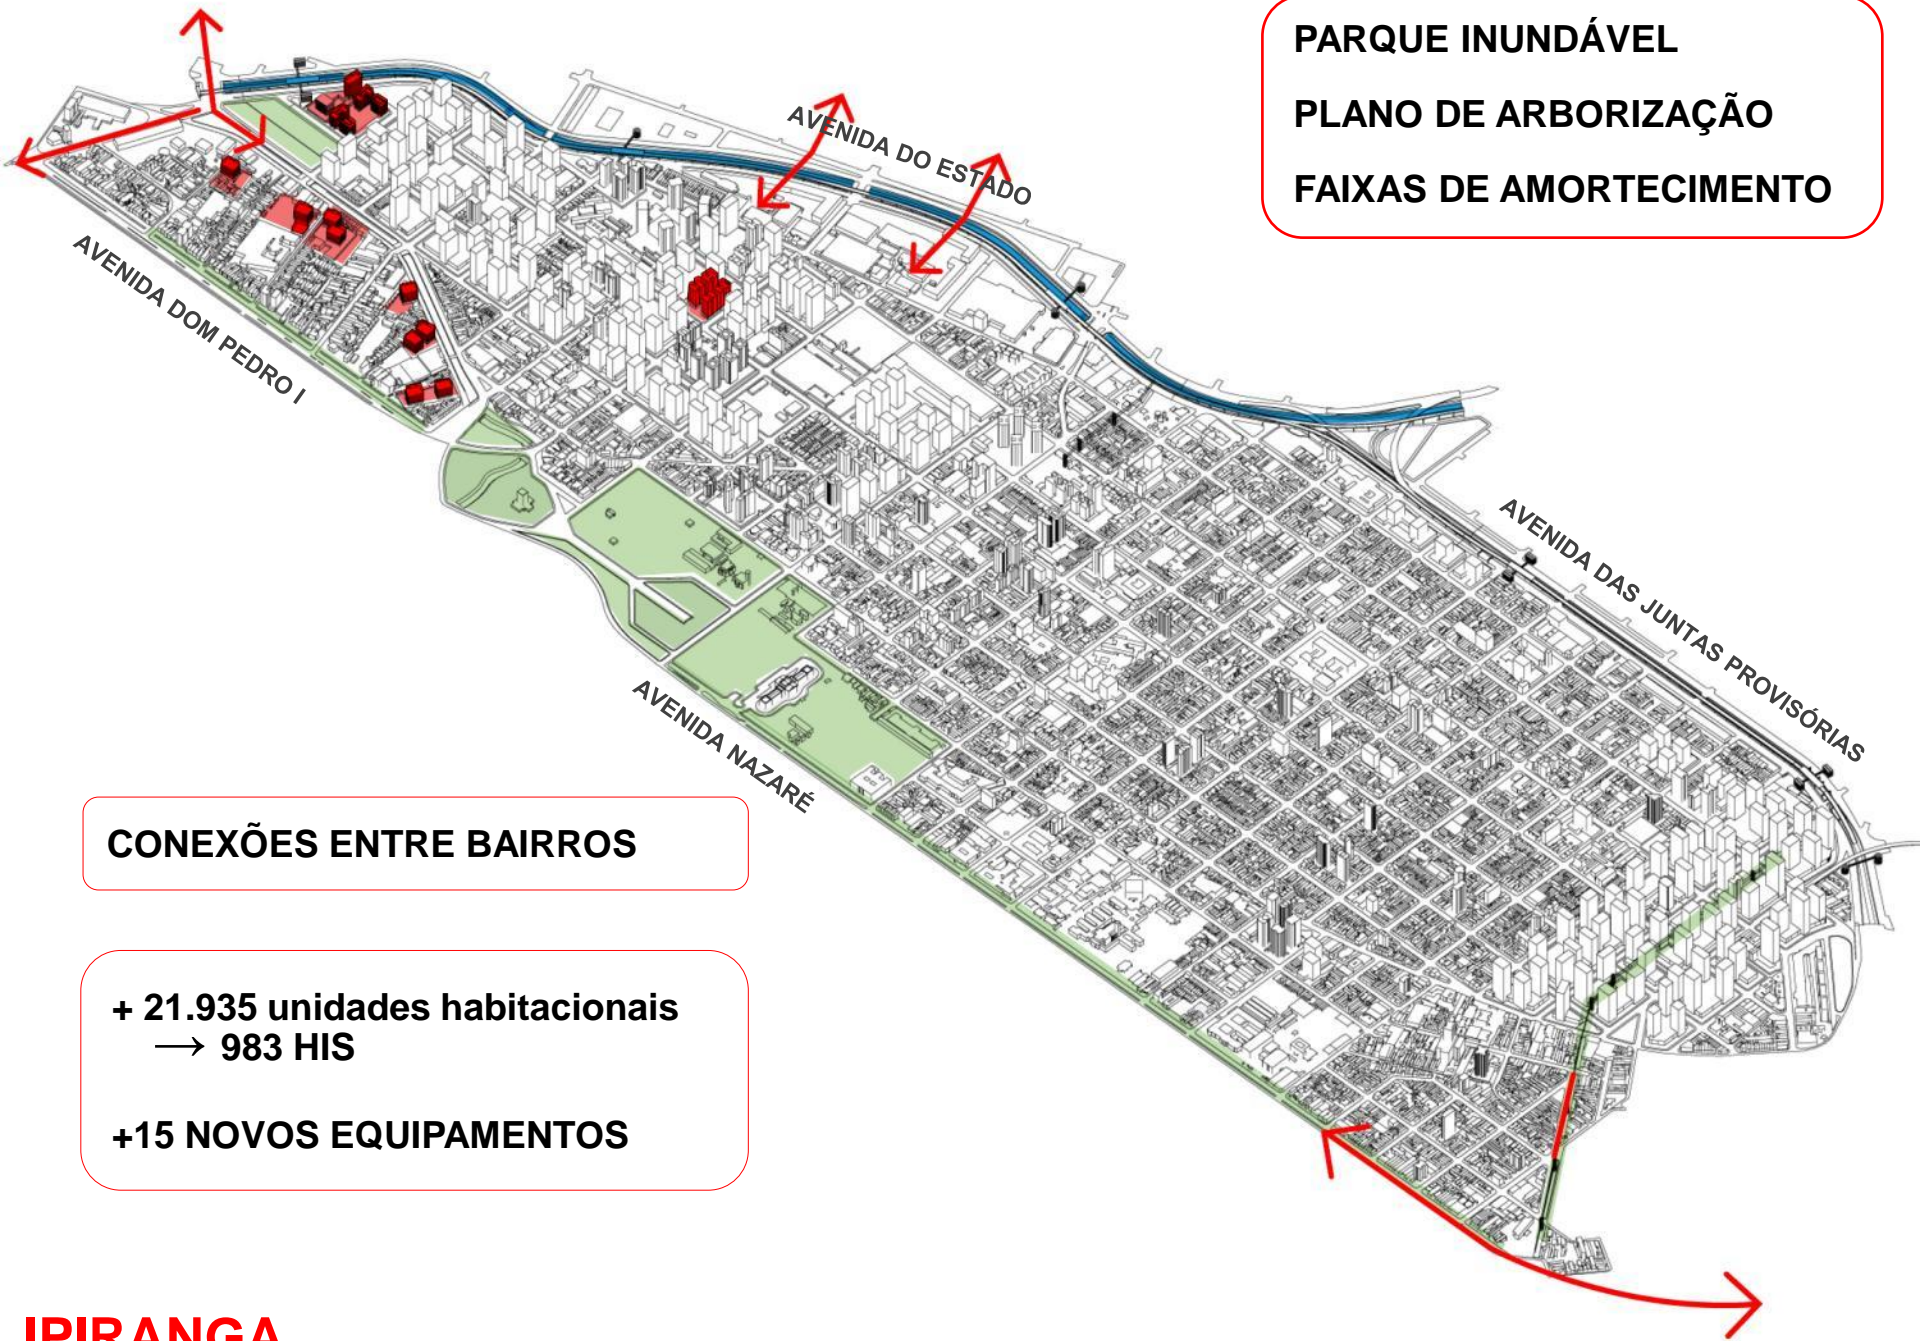 PARQUE INUNDÁVEL
PLANO DE ARBORIZAÇÃO
FAIXAS DE AMORTECIMENTO
AVENIDA DO ESTADO
AVENIDA DOM PEDRO I
AVENIDA DAS JUNTAS PROVISÓRIAS
AVENIDA NAZARÉ
CONEXÕES ENTRE BAIRROS
+ 21.935 unidades habitacionais
→ 983 HIS
+15 NOVOS EQUIPAMENTOS
IPIRANGA